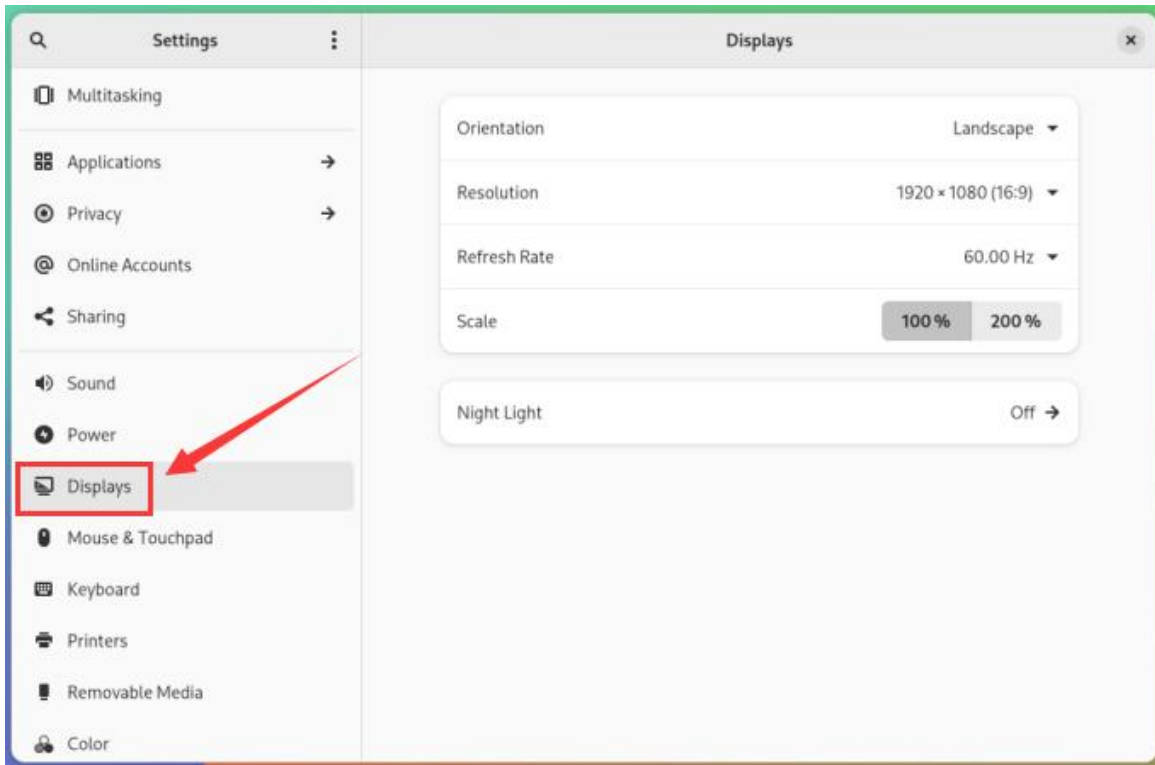 Settings
Displays
Multitasking
Applications
Privacy
Online Accounts
Sharing
Sound
Power
Displays
Mouse & Touchpad
Keyboard
Printers
Removable Media
Color
Orientation Landscape
Resolution 1920 × 1080 (16:9)
Refresh Rate 60.00 Hz
Scale 100 % 200 %
Night Light Off